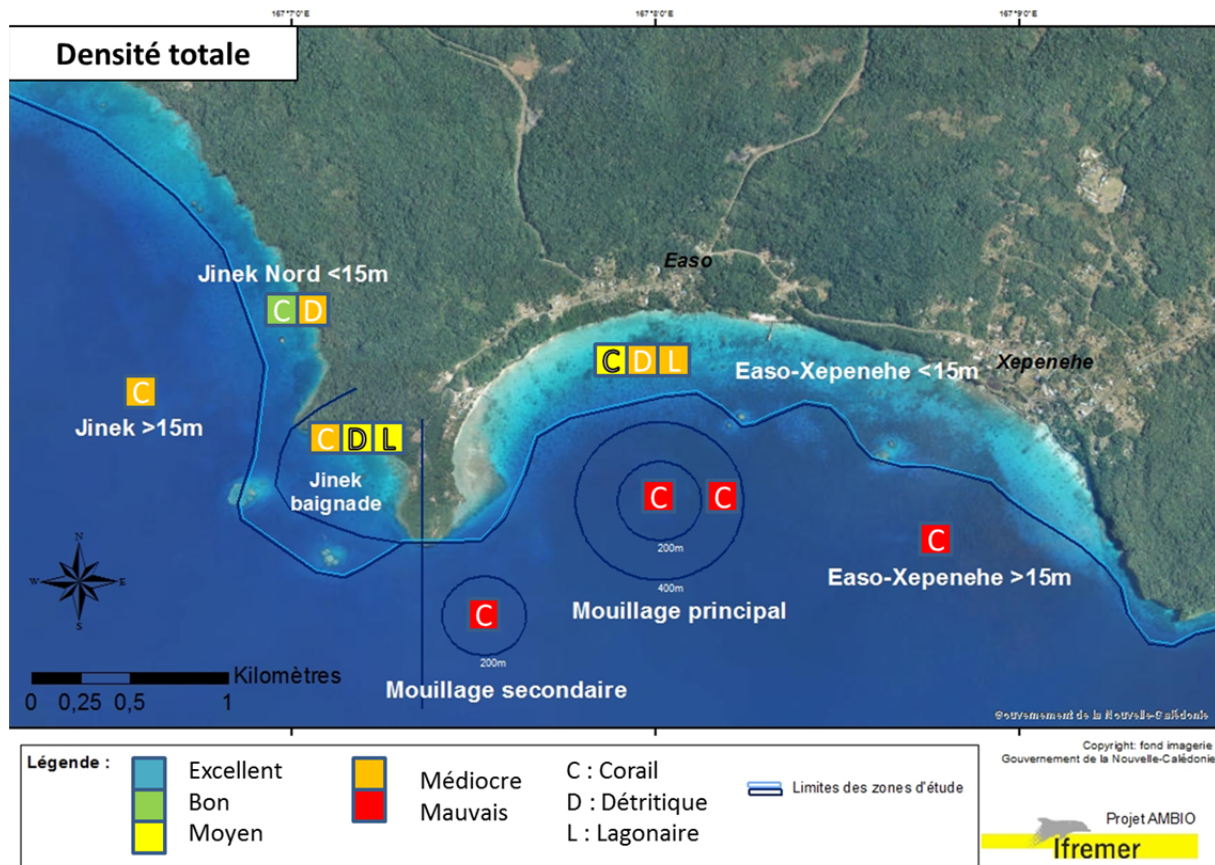 167°7'0"E
167°8'0"E
167°9'0"E
Densité totale
Easo
Jinek Nord <15m
C D
Xepenehe
C D L
Easo-Xepenehe <15m
C
Jinek >15m
C D L
Jinek
baignade
C
C
200m
C
400m
Easo-Xepenehe >15m
Mouillage principal
C
200m
Mouillage secondaire
N
W
E
S
Kilomètres
0 0,25 0,5 1
Gouvernement de la Nouvelle-Calédonie
Légende :
Excellent
Bon
Moyen
Médiocre
Mauvais
C : Corail
D : Détritique
L : Lagonaire
Limites des zones d'étude
Copyright: fond imagerie
Gouvernement de la Nouvelle-Calédonie
Projet AMBIO
Ifremer